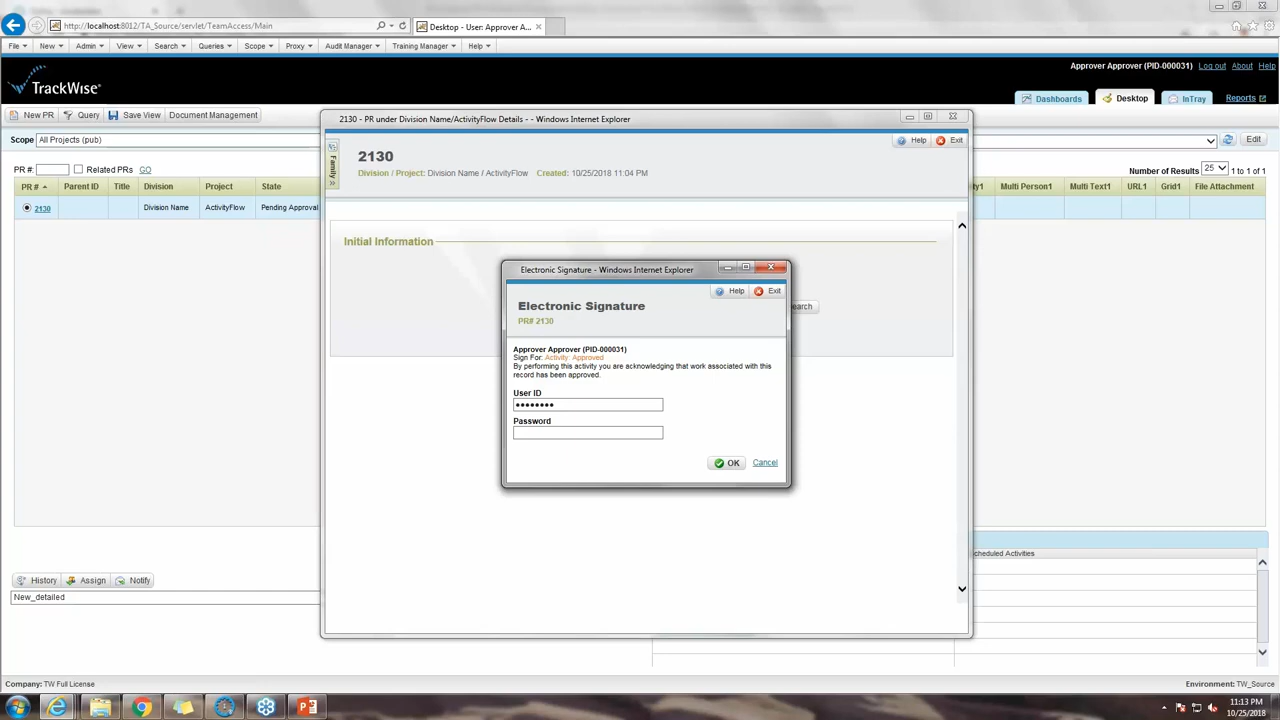 http://localhost:8012/TA_Source/servlet/TeamAccess/Main
Desktop - User: Approver A...
File New Admin View Search Queries Scope Proxy Audit Manager Training Manager Help
TrackWise®
Approver Approver (PID-000031) Log out About Help
Dashboards Desktop InTray Reports
New PR Query Save View Document Management
Scope All Projects (pub) Edit
PR #: Related PRs GO
Number of Results 25 1 to 1 of 1
PR # Parent ID Title Division Project State
Multi Person1 Multi Text1 URL1 Grid1 File Attachment
2130 Division Name ActivityFlow Pending Approval
2130 - PR under Division Name/ActivityFlow Details - - Windows Internet Explorer
Help Exit
Family
2130
Division / Project: Division Name / ActivityFlow Created: 10/25/2018 11:04 PM
Initial Information
Electronic Signature - Windows Internet Explorer
Help Exit
Electronic Signature
PR# 2130
Approver Approver (PID-000031)
Sign For: Activity: Approved
By performing this activity you are acknowledging that work associated with this
record has been approved.
User ID
••••••••
Password
OK Cancel
History Assign Notify
New_detailed
Company: TW Full License
Environment: TW_Source
11:13 PM
10/25/2018